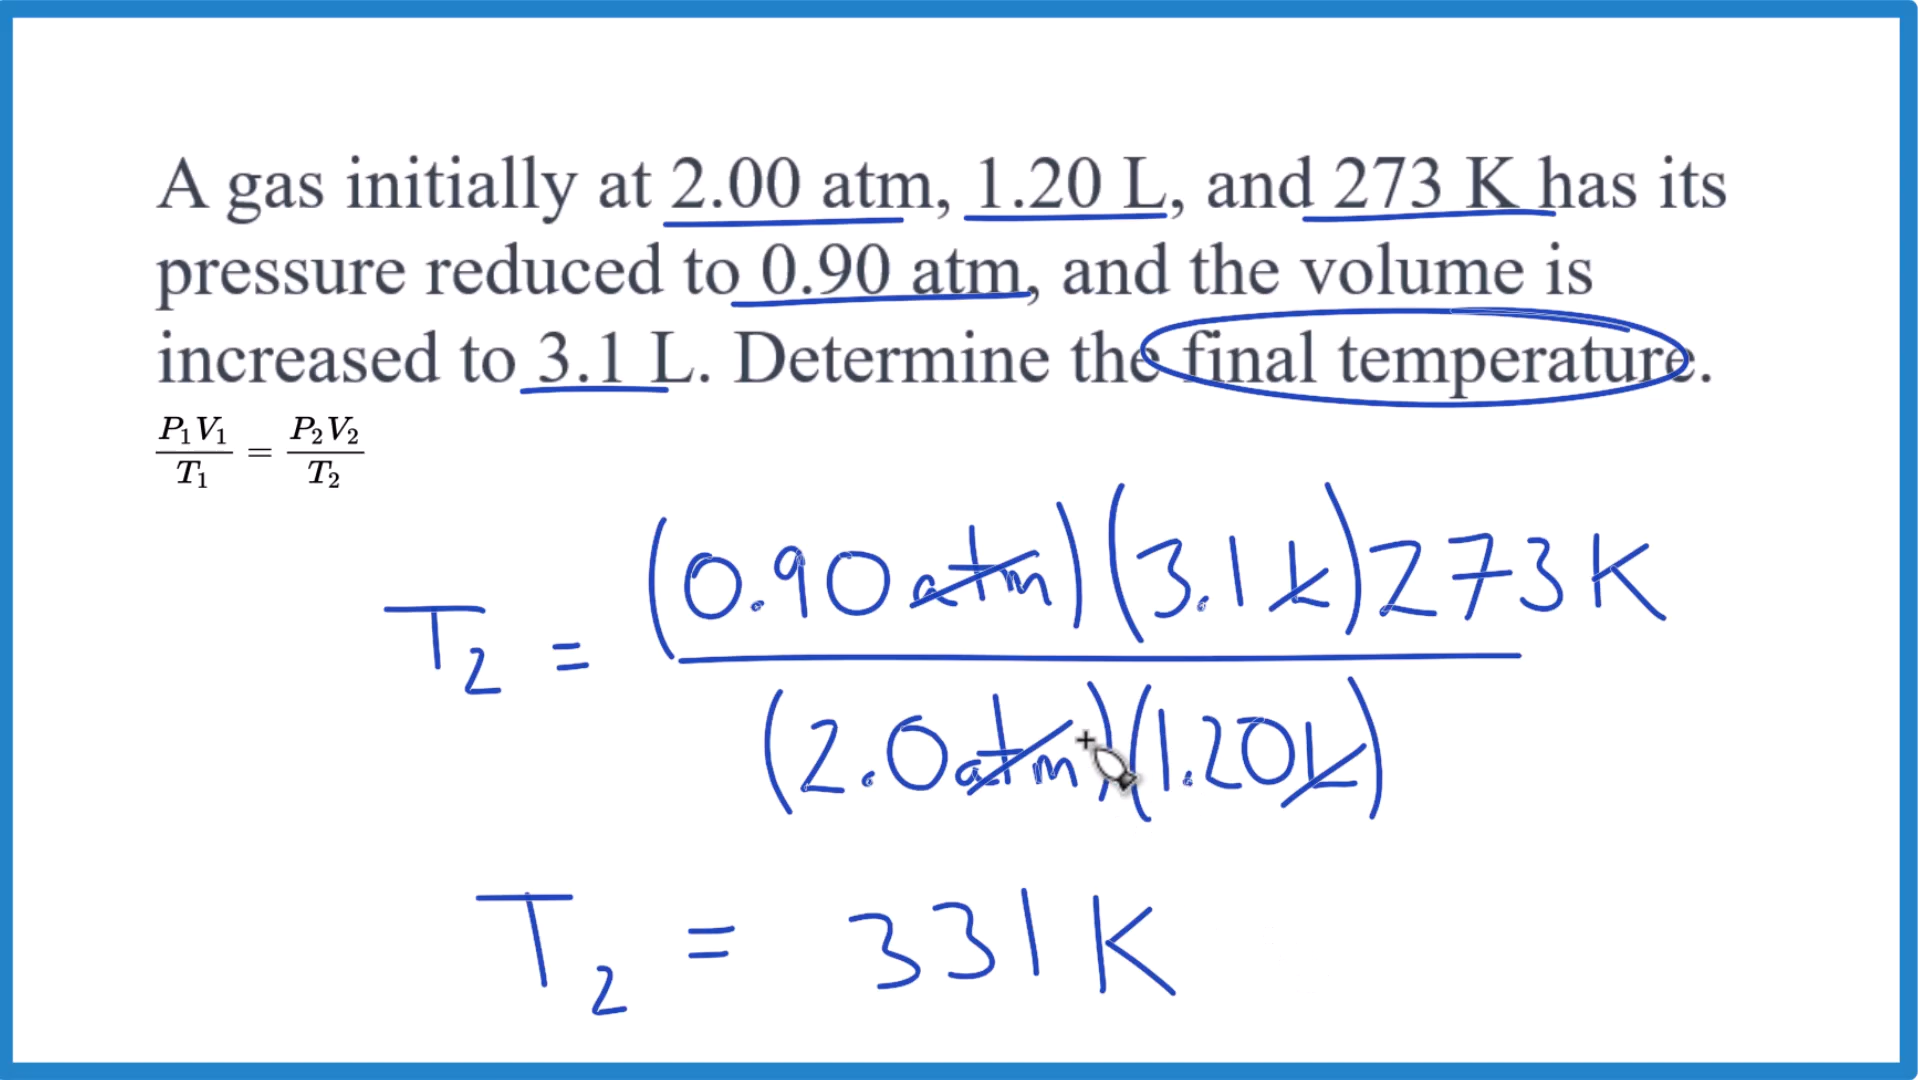 A gas initially at 2.00 atm, 1.20 L, and 273 K has its
pressure reduced to 0.90 atm, and the volume is
increased to 3.1 L. Determine the final temperature.
P₁V₁/T₁ = P₂V₂/T₂
T₂ = (0.90 atm)(3.1 L)273 K
(2.0 atm)(1.20 L)
T₂ = 331 K